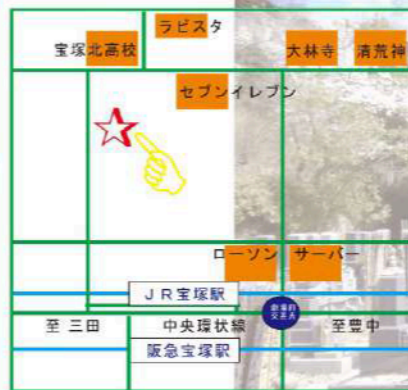 ラビスタ
宝塚北高校
大林寺
清荒神
セブンイレブン
ローソン
サーバー
JR宝塚駅
至 三田
中央環状線
至豊中
阪急宝塚駅